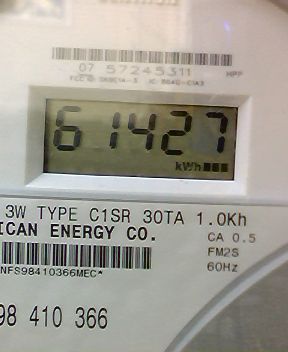 07 57245311 HPP
61427
kWh
3W TYPE C1SR 30TA 1.0Kh
ICAN ENERGY CO.
CA 0.5
FM2S
60Hz
NFS98410366MEC*
98 410 366